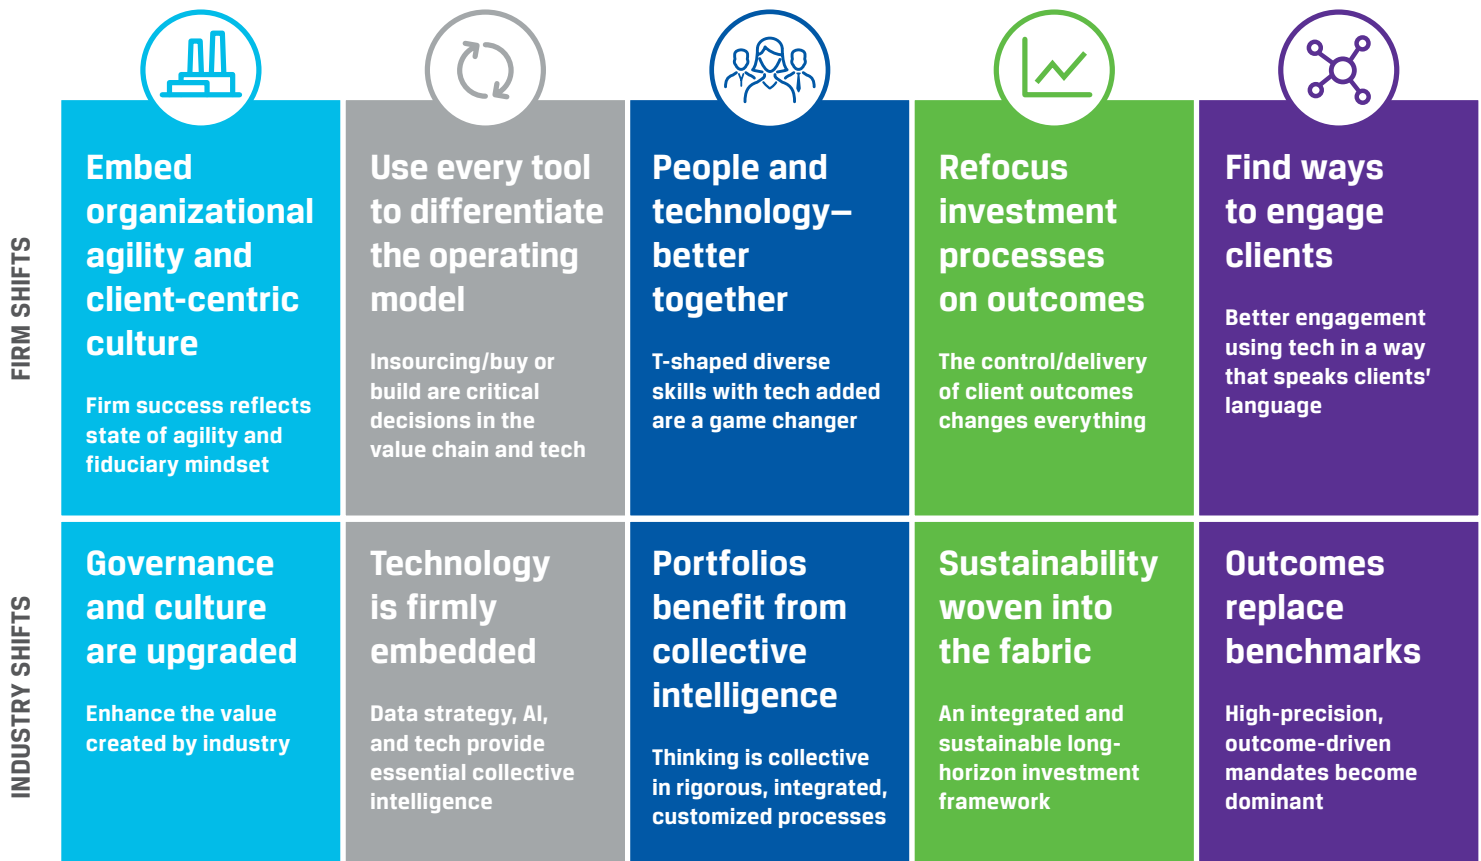 FIRM SHIFTS
Embed
organizational
agility and
client-centric
culture
Firm success reflects
state of agility and
fiduciary mindset
Use every tool
to differentiate
the operating
model
Insourcing/buy or
build are critical
decisions in the
value chain and tech
People and
technology—
better
together
T-shaped diverse
skills with tech added
are a game changer
Refocus
investment
processes
on outcomes
The control/delivery
of client outcomes
changes everything
Find ways
to engage
clients
Better engagement
using tech in a way
that speaks clients’
language
INDUSTRY SHIFTS
Governance
and culture
are upgraded
Enhance the value
created by industry
Technology
is firmly
embedded
Data strategy, AI,
and tech provide
essential collective
intelligence
Portfolios
benefit from
collective
intelligence
Thinking is collective
in rigorous, integrated,
customized processes
Sustainability
woven into
the fabric
An integrated and
sustainable long-
horizon investment
framework
Outcomes
replace
benchmarks
High-precision,
outcome-driven
mandates become
dominant